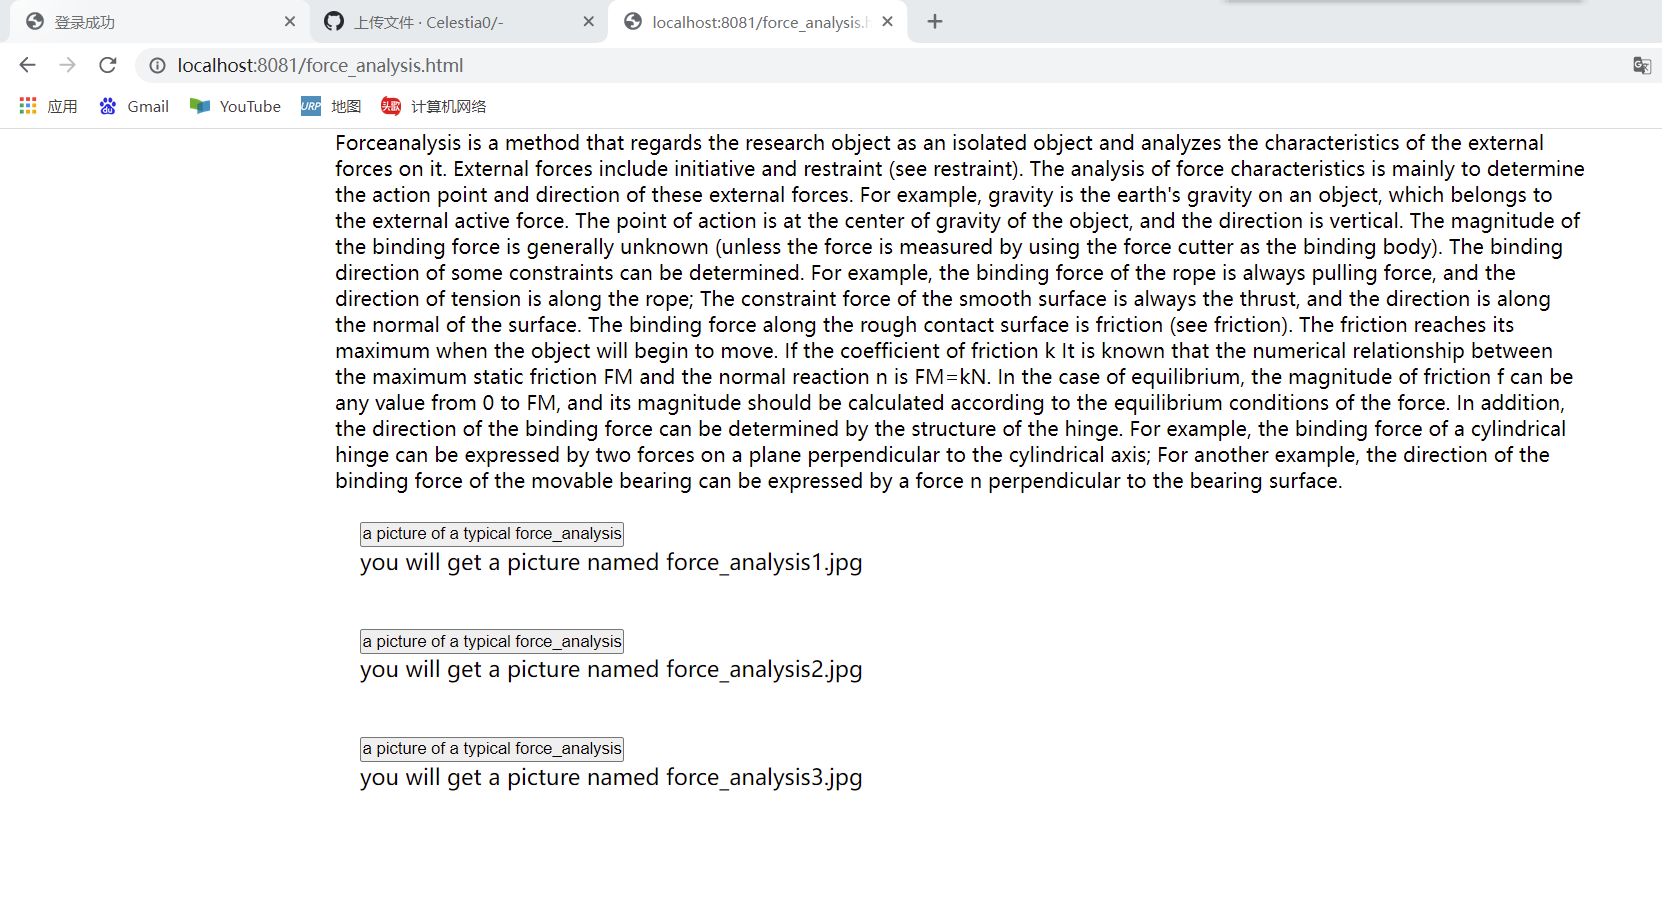 登录成功
上传文件 · Celestia0/-
localhost:8081/force_analysis.h
localhost:8081/force_analysis.html
应用
Gmail
YouTube
URP
地图
头歌
计算机网络
Forceanalysis is a method that regards the research object as an isolated object and analyzes the characteristics of the external
forces on it. External forces include initiative and restraint (see restraint). The analysis of force characteristics is mainly to determine
the action point and direction of these external forces. For example, gravity is the earth's gravity on an object, which belongs to
the external active force. The point of action is at the center of gravity of the object, and the direction is vertical. The magnitude of
the binding force is generally unknown (unless the force is measured by using the force cutter as the binding body). The binding
direction of some constraints can be determined. For example, the binding force of the rope is always pulling force, and the
direction of tension is along the rope; The constraint force of the smooth surface is always the thrust, and the direction is along
the normal of the surface. The binding force along the rough contact surface is friction (see friction). The friction reaches its
maximum when the object will begin to move. If the coefficient of friction k It is known that the numerical relationship between
the maximum static friction FM and the normal reaction n is FM=kN. In the case of equilibrium, the magnitude of friction f can be
any value from 0 to FM, and its magnitude should be calculated according to the equilibrium conditions of the force. In addition,
the direction of the binding force can be determined by the structure of the hinge. For example, the binding force of a cylindrical
hinge can be expressed by two forces on a plane perpendicular to the cylindrical axis; For another example, the direction of the
binding force of the movable bearing can be expressed by a force n perpendicular to the bearing surface.
a picture of a typical force_analysis
you will get a picture named force_analysis1.jpg
a picture of a typical force_analysis
you will get a picture named force_analysis2.jpg
a picture of a typical force_analysis
you will get a picture named force_analysis3.jpg